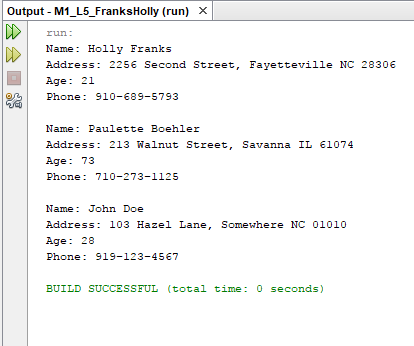 Output - M1_L5_FranksHolly (run) ×
run:
Name: Holly Franks
Address: 2256 Second Street, Fayetteville NC 28306
Age: 21
Phone: 910-689-5793
Name: Paulette Boehler
Address: 213 Walnut Street, Savanna IL 61074
Age: 73
Phone: 710-273-1125
Name: John Doe
Address: 103 Hazel Lane, Somewhere NC 01010
Age: 28
Phone: 919-123-4567
BUILD SUCCESSFUL (total time: 0 seconds)